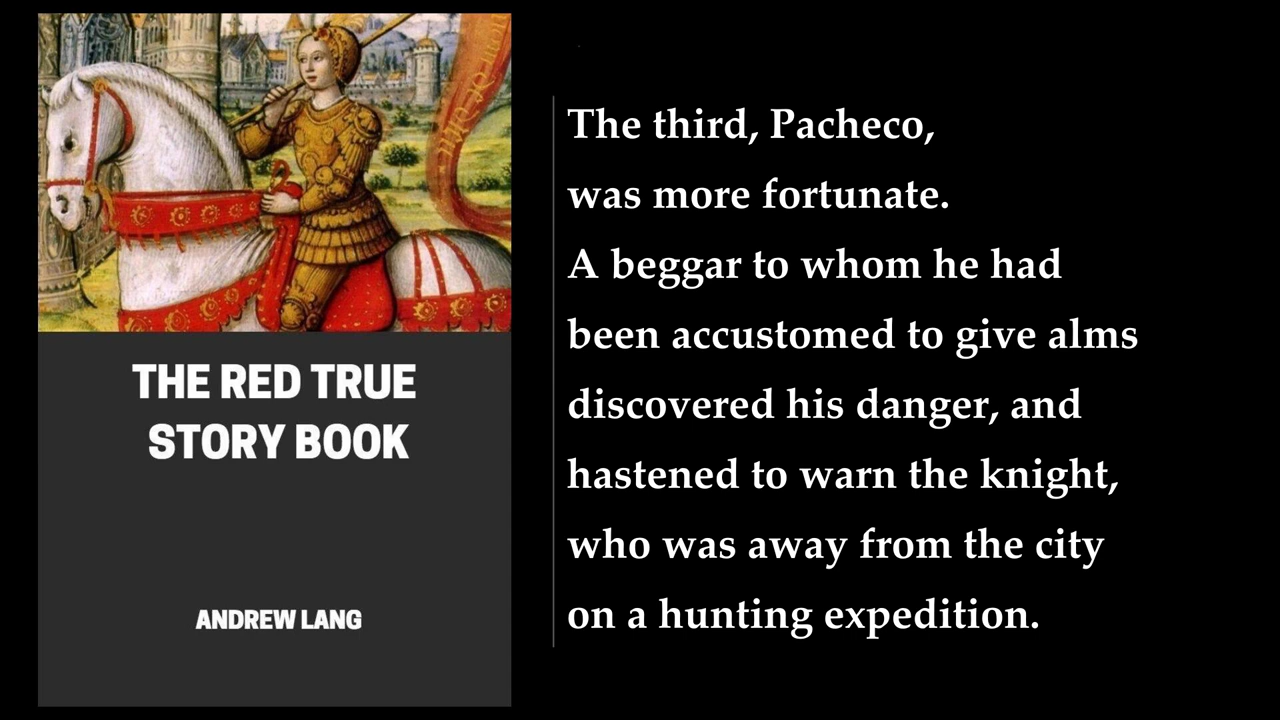 THE RED TRUE
STORY BOOK
ANDREW LANG
The third, Pacheco,
was more fortunate.
A beggar to whom he had
been accustomed to give alms
discovered his danger, and
hastened to warn the knight,
who was away from the city
on a hunting expedition.